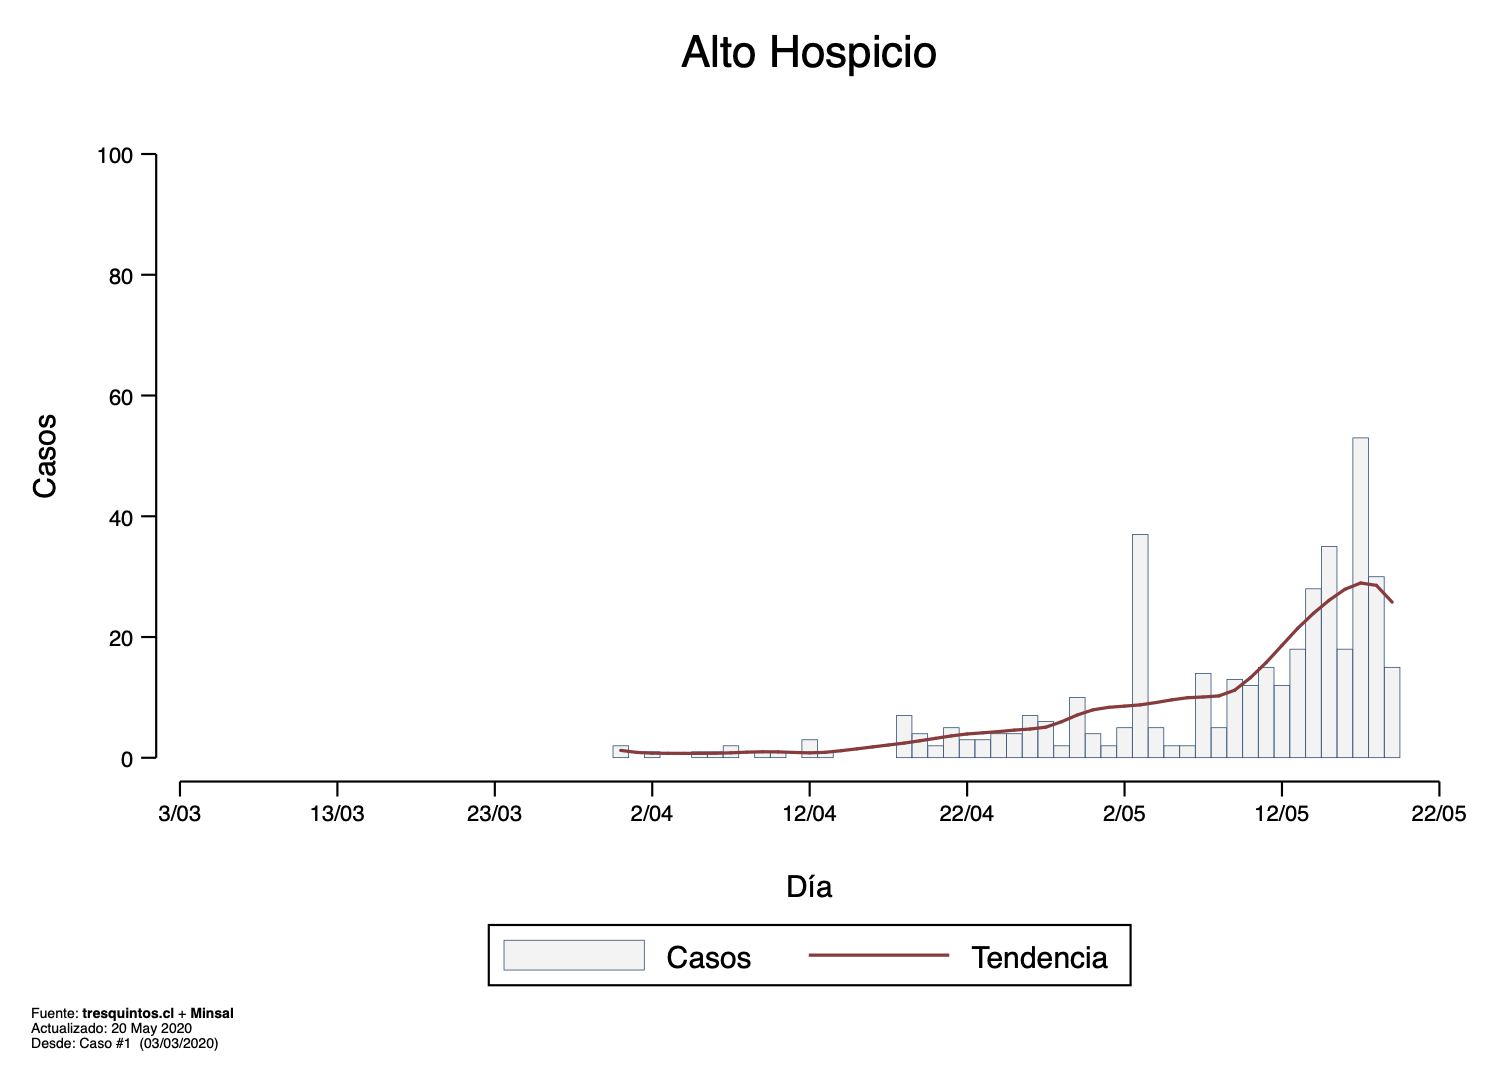 Alto Hospicio
100
80
60
40
20
0
Casos
3/03 13/03 23/03 2/04 12/04 22/04 2/05 12/05 22/05
Día
Casos Tendencia
Fuente: tresquintos.cl + Minsal
Actualizado: 20 May 2020
Desde: Caso #1 (03/03/2020)